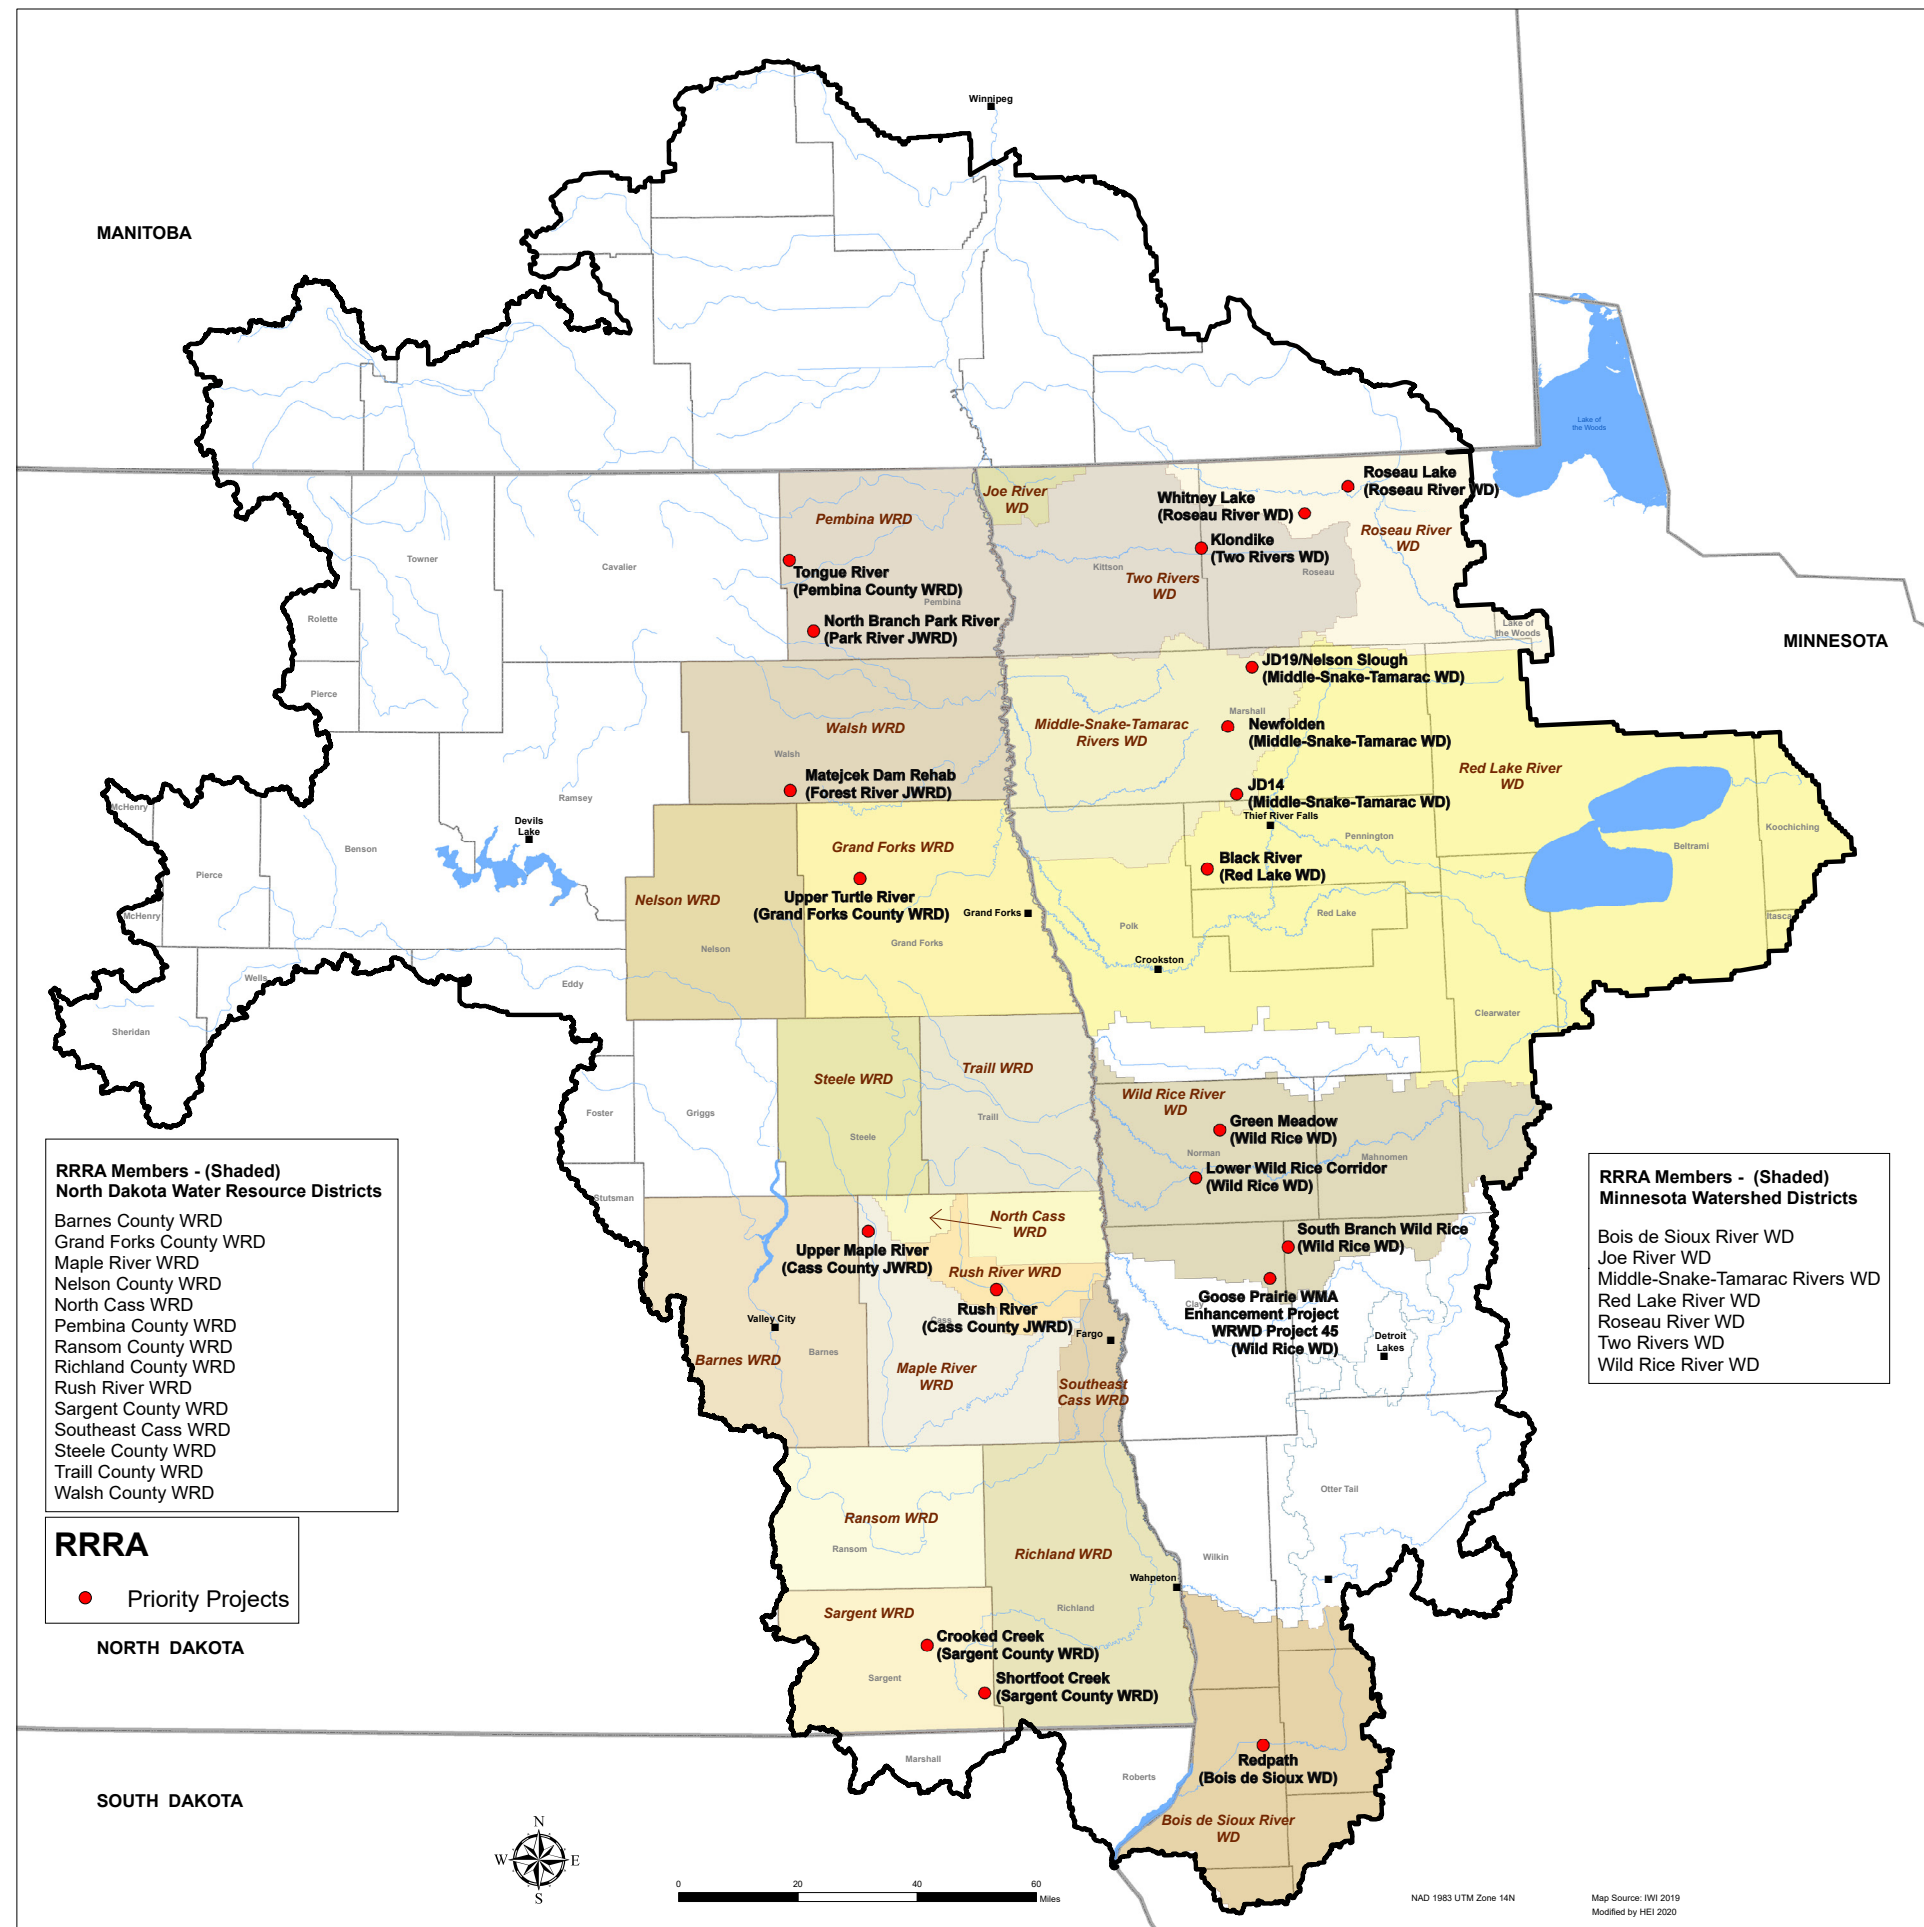 Winnipeg
MANITOBA
Lake of
the Woods
Roseau Lake
(Roseau River WD)
Whitney Lake
(Roseau River WD)
Joe River
WD
Pembina WRD
Roseau River
WD
Klondike
(Two Rivers WD)
Towner
Cavalier
Kittson
Tongue River
(Pembina County WRD)
Two Rivers
WD
Roseau
Pembina
Rolette
North Branch Park River
(Park River JWRD)
Lake of
the Woods
MINNESOTA
JD19/Nelson Slough
(Middle-Snake-Tamarac WD)
Pierce
Marshall
Walsh WRD
Middle-Snake-Tamarac
Rivers WD
Newfolden
(Middle-Snake-Tamarac WD)
Walsh
Red Lake River
WD
Matejcek Dam Rehab
(Forest River JWRD)
JD14
(Middle-Snake-Tamarac WD)
Ramsey
McHenry
Devils
Lake
Thief River Falls
Pennington
Koochiching
Benson
Grand Forks WRD
Beltrami
Black River
(Red Lake WD)
Pierce
Upper Turtle River
(Grand Forks County WRD)
Nelson WRD
Grand Forks
Red Lake
McHenry
Itasca
Polk
Nelson
Grand Forks
Crookston
Wells
Eddy
Clearwater
Sheridan
Steele WRD
Traill WRD
Wild Rice River
WD
Foster
Griggs
Traill
Green Meadow
(Wild Rice WD)
Steele
Norman
Mahnomen
Lower Wild Rice Corridor
(Wild Rice WD)
RRRA Members - (Shaded)
North Dakota Water Resource Districts
Barnes County WRD
Grand Forks County WRD
Maple River WRD
Nelson County WRD
North Cass WRD
Pembina County WRD
Ransom County WRD
Richland County WRD
Rush River WRD
Sargent County WRD
Southeast Cass WRD
Steele County WRD
Traill County WRD
Walsh County WRD
RRRA Members - (Shaded)
Minnesota Watershed Districts
Bois de Sioux River WD
Joe River WD
Middle-Snake-Tamarac Rivers WD
Red Lake River WD
Roseau River WD
Two Rivers WD
Wild Rice River WD
Stutsman
North Cass
WRD
South Branch Wild Rice
(Wild Rice WD)
Upper Maple River
(Cass County JWRD)
Rush River WRD
Goose Prairie WMA
Enhancement Project
WRWD Project 45
(Wild Rice WD)
Clay
Rush River
(Cass County JWRD)
Cass
Valley City
Fargo
Detroit
Lakes
Barnes WRD
Barnes
Maple River
WRD
Southeast
Cass WRD
Otter Tail
Ransom WRD
Ransom
Richland WRD
Wilkin
Wahpeton
RRRA
Priority Projects
Richland
Sargent WRD
NORTH DAKOTA
Crooked Creek
(Sargent County WRD)
Sargent
Shortfoot Creek
(Sargent County WRD)
Marshall
Roberts
Redpath
(Bois de Sioux WD)
SOUTH DAKOTA
Bois de Sioux River
WD
N
W E
S
0 20 40 60
Miles
NAD 1983 UTM Zone 14N
Map Source: IWI 2019
Modified by HEI 2020